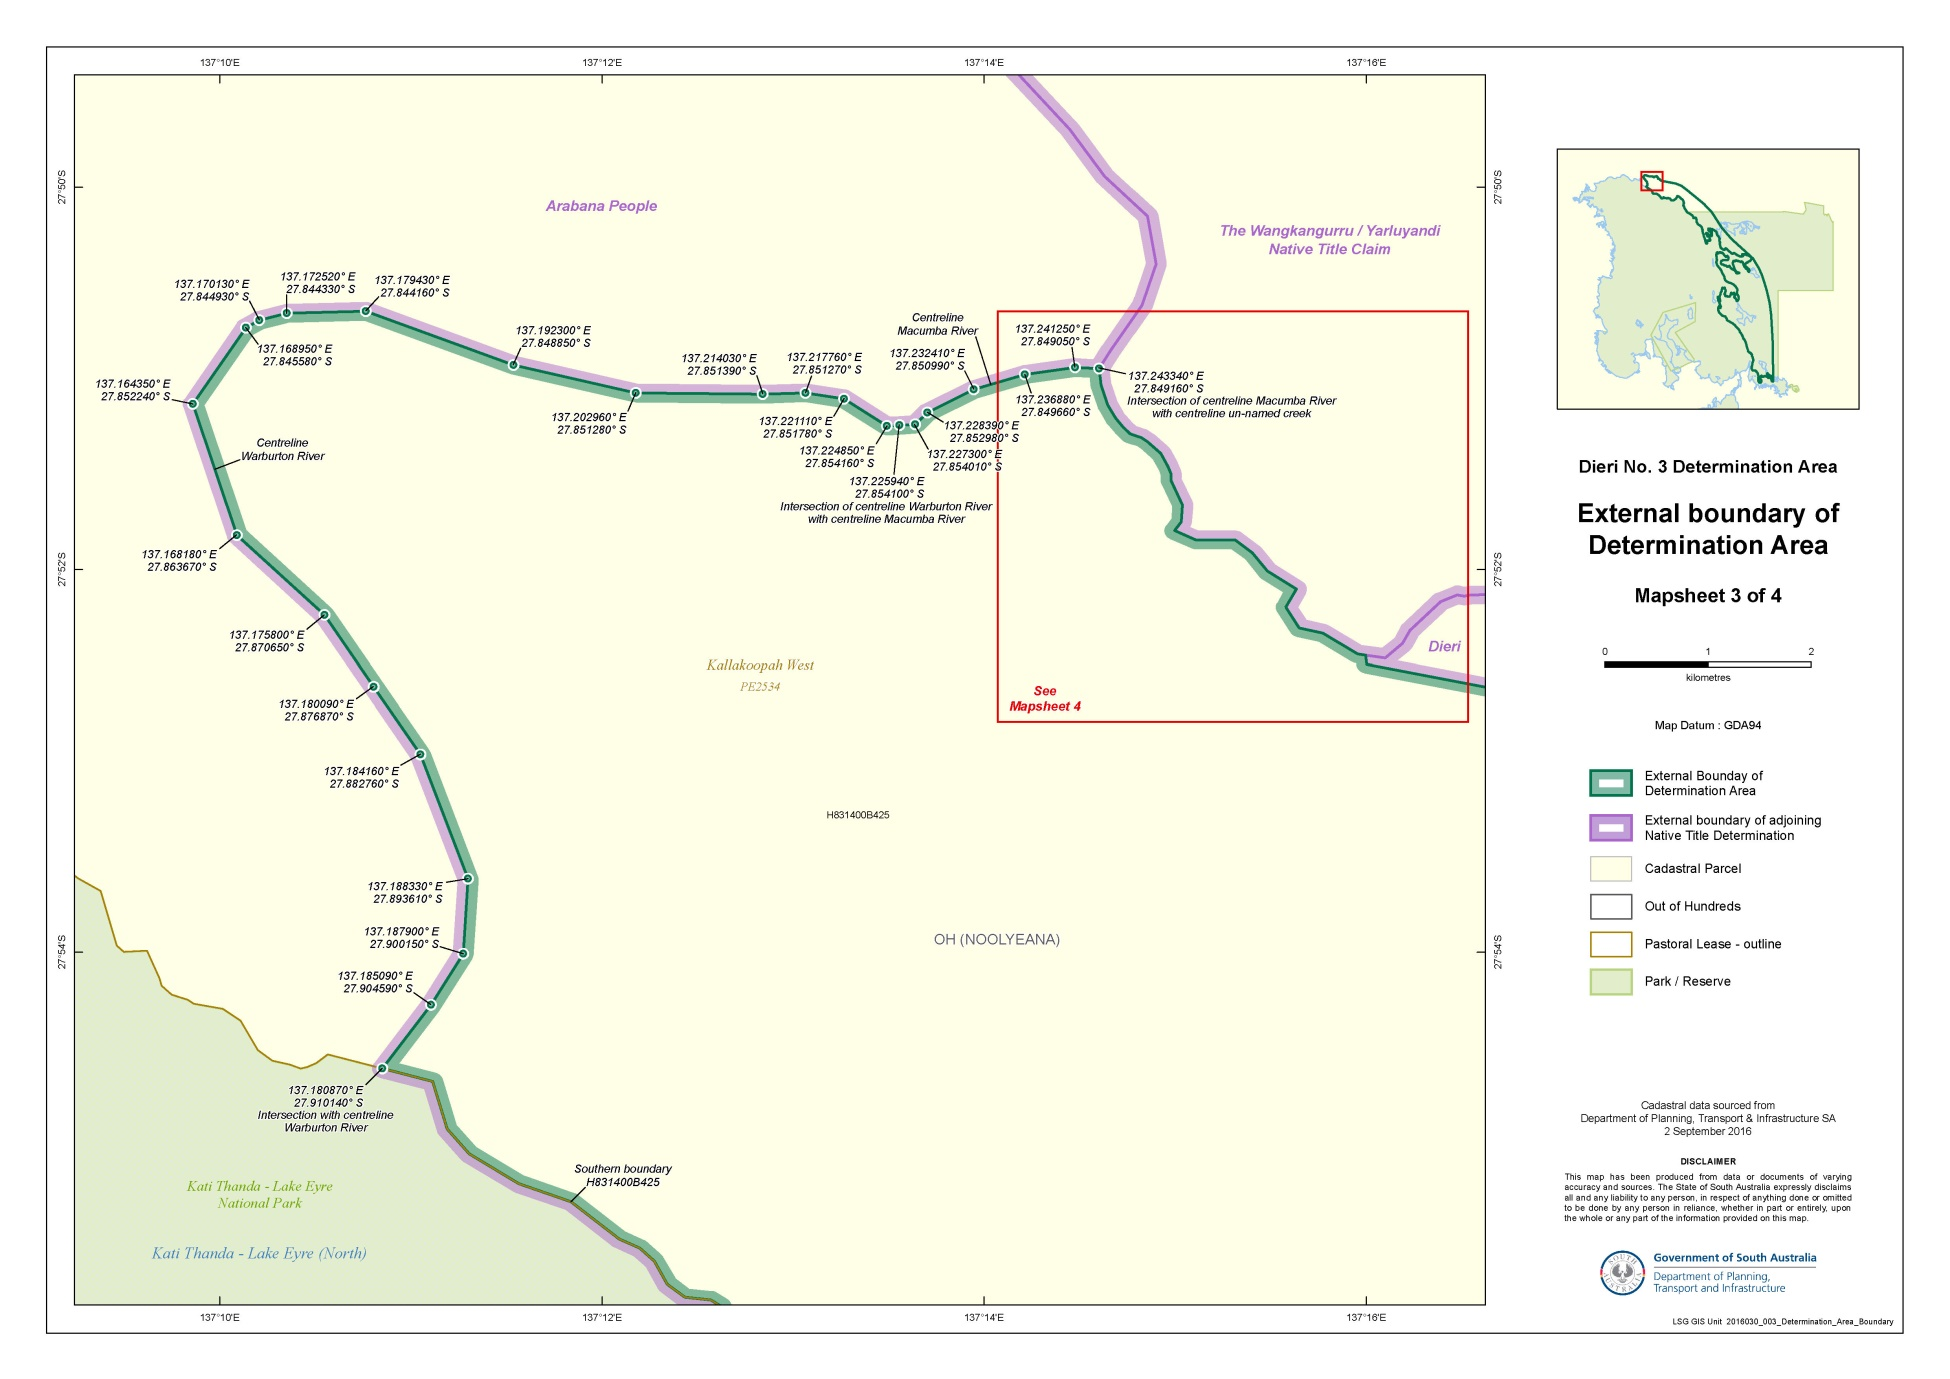 137°10'E
137°12'E
137°14'E
137°16'E
27°50'S
27°50'S
Arabana People
The Wangkangurru / Yarluyandi
Native Title Claim
137.170130° E
27.844930° S
137.172520° E
27.844330° S
137.179430° E
27.844160° S
137.168950° E
27.845580° S
137.192300° E
27.848850° S
137.164350° E
27.852240° S
137.202960° E
27.851280° S
137.214030° E
27.851390° S
137.217760° E
27.851270° S
137.221110° E
27.851780° S
137.224850° E
27.854160° S
137.225940° E
27.854100° S
Intersection of centreline Warburton River
with centreline Macumba River
137.227300° E
27.854010° S
137.228390° E
27.852980° S
137.232410° E
27.850990° S
Centreline
Macumba River
137.236880° E
27.849660° S
137.241250° E
27.849050° S
137.243340° E
27.849160° S
Intersection of centreline Macumba River
with centreline un-named creek
Centreline
Warburton River
137.168180° E
27.863670° S
27°52'S
27°52'S
137.175800° E
27.870650° S
137.180090° E
27.876870° S
137.184160° E
27.882760° S
137.188330° E
27.893610° S
137.187900° E
27.900150° S
137.185090° E
27.904590° S
137.180870° E
27.910140° S
Intersection with centreline
Warburton River
Kallakoopah West
PE2534
Dieri
See
Mapsheet 4
H831400B425
OH (NOOLYEANA)
27°54'S
27°54'S
Southern boundary
H831400B425
Kati Thanda - Lake Eyre
National Park
Kati Thanda - Lake Eyre (North)
137°10'E
137°12'E
137°14'E
137°16'E
Dieri No. 3 Determination Area
External boundary of
Determination Area
Mapsheet 3 of 4
0 1 2
kilometres
Map Datum : GDA94
External Bounday of
Determination Area
External boundary of adjoining
Native Title Determination
Cadastral Parcel
Out of Hundreds
Pastoral Lease - outline
Park / Reserve
Cadastral data sourced from
Department of Planning, Transport & Infrastructure SA
2 September 2016
DISCLAIMER
This map has been produced from data or documents of varying
accuracy and sources. The State of South Australia expressly disclaims
all and any liability to any person, in respect of anything done or omitted
to be done by any person in reliance, whether in part or entirely, upon
the whole or any part of the information provided on this map.
SOUTH
AUSTRALIA
Government of South Australia
Department of Planning,
Transport and Infrastructure
LSG GIS Unit 2016030_003_Determination_Area_Boundary